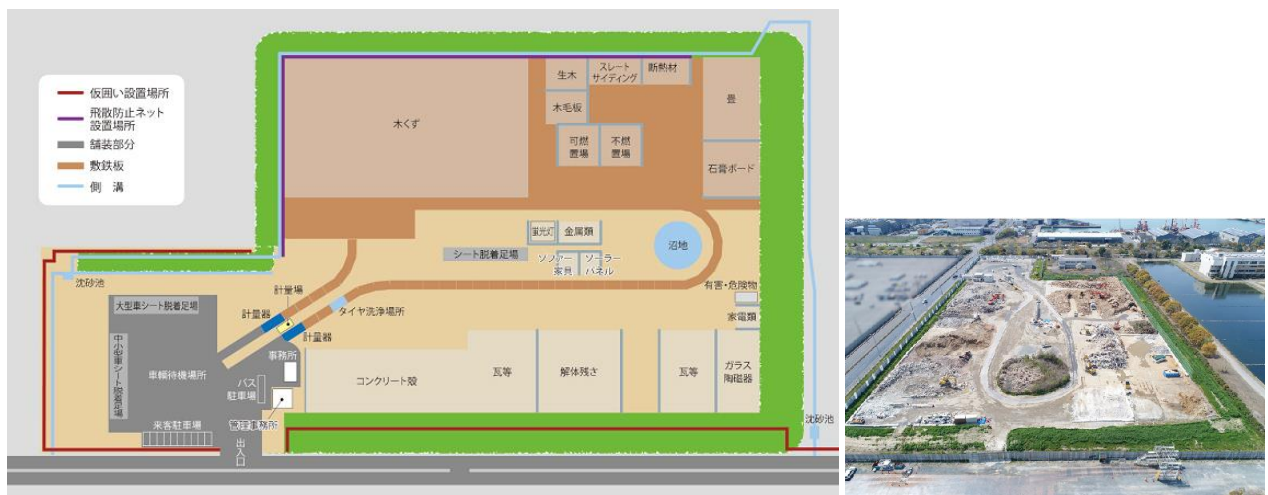 仮囲い設置場所
飛散防止ネット
設置場所
舗装部分
敷鉄板
側 溝
木くず
生木
スレート
サイディング
断熱材
木毛板
畳
可燃
置場
不燃
置場
石膏ボード
蛍光灯
金属類
沼地
シート脱着足場
ソファー
家具
ソーラー
パネル
沈砂池
計量場
有害・危険物
大型車シート脱着足場
計量器
タイヤ洗浄場所
家電類
計量器
中小型車シート脱着足場
事務所
車輌待機場所
バス
駐車場
コンクリート殻
瓦等
解体残さ
瓦等
ガラス
陶磁器
来客駐車場
管理事務所
沈砂池
出入口